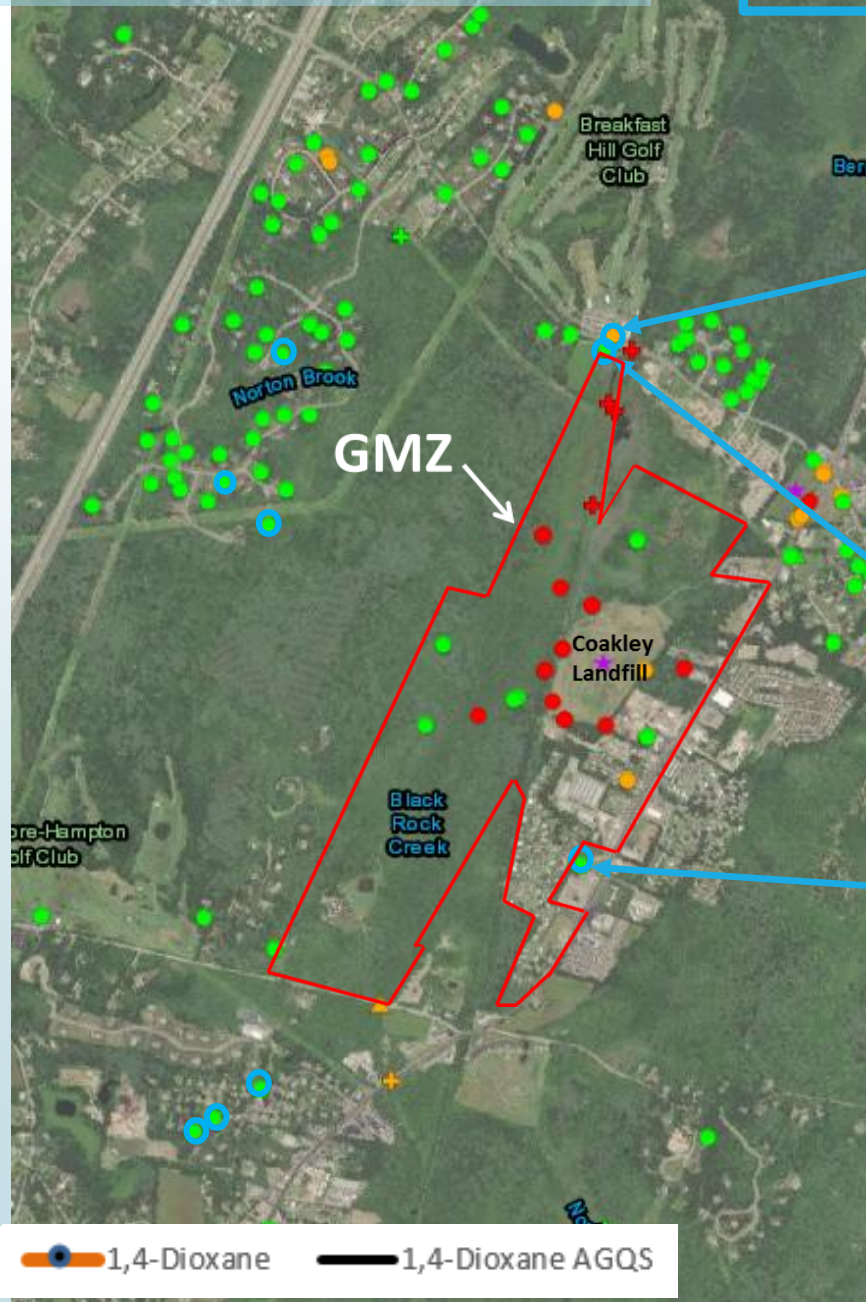 Breakfast
Hill Golf
Club
Ber
Norton Brook
GMZ
Coakley
Landfill
Black
Rock
Creek
ore-Hampton
olf Club
No
1,4-Dioxane
1,4-Dioxane AGQS